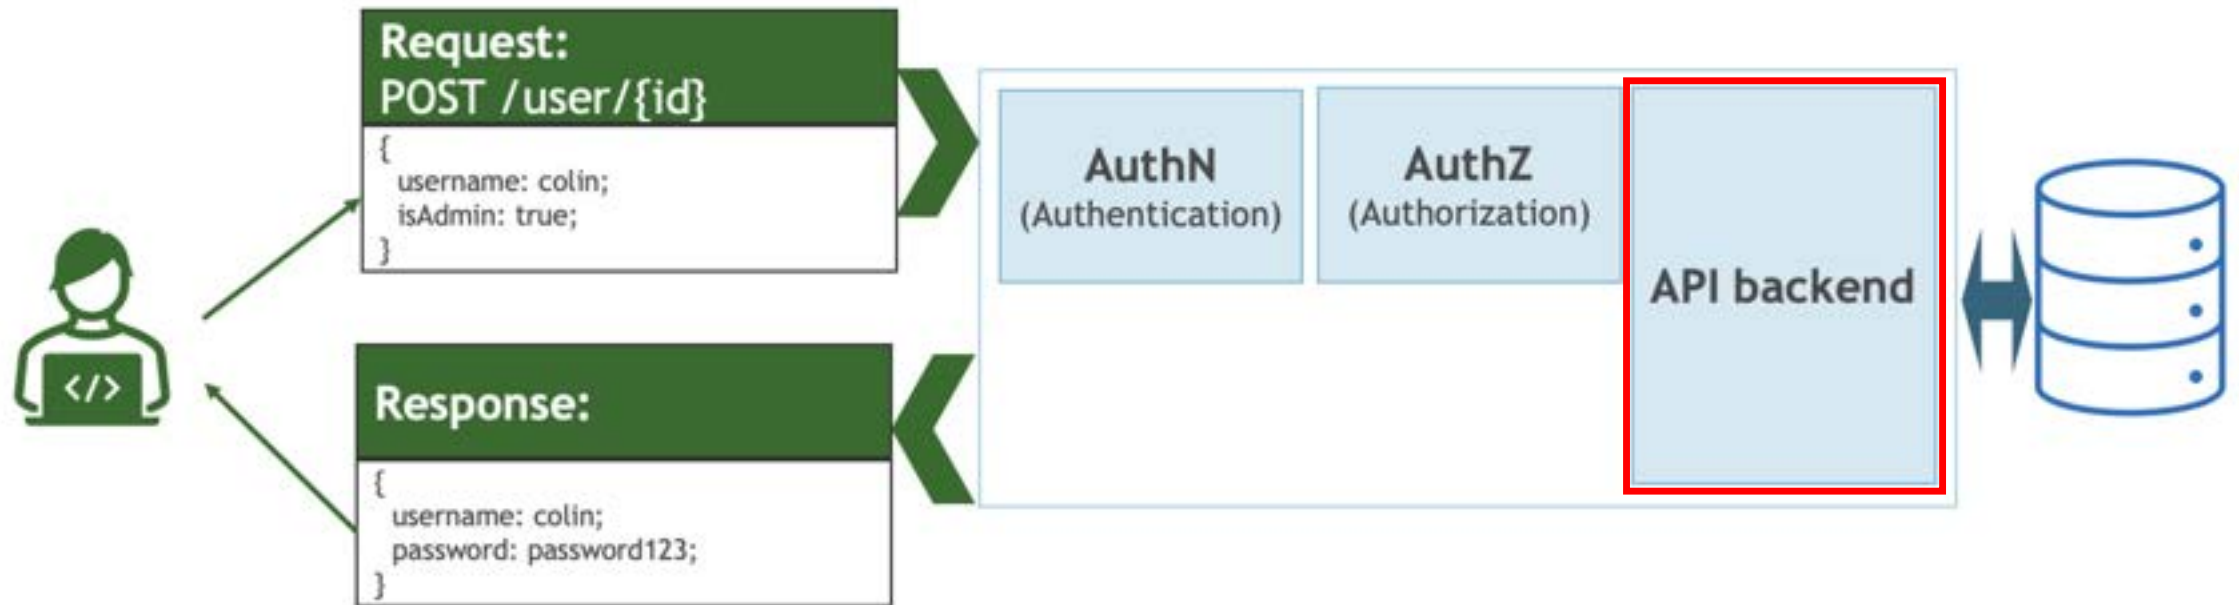 Request:
POST /user/{id}
{
username: colin;
isAdmin: true;
}
AuthN
(Authentication)
AuthZ
(Authorization)
API backend
</>
Response:
{
username: colin;
password: password123;
}